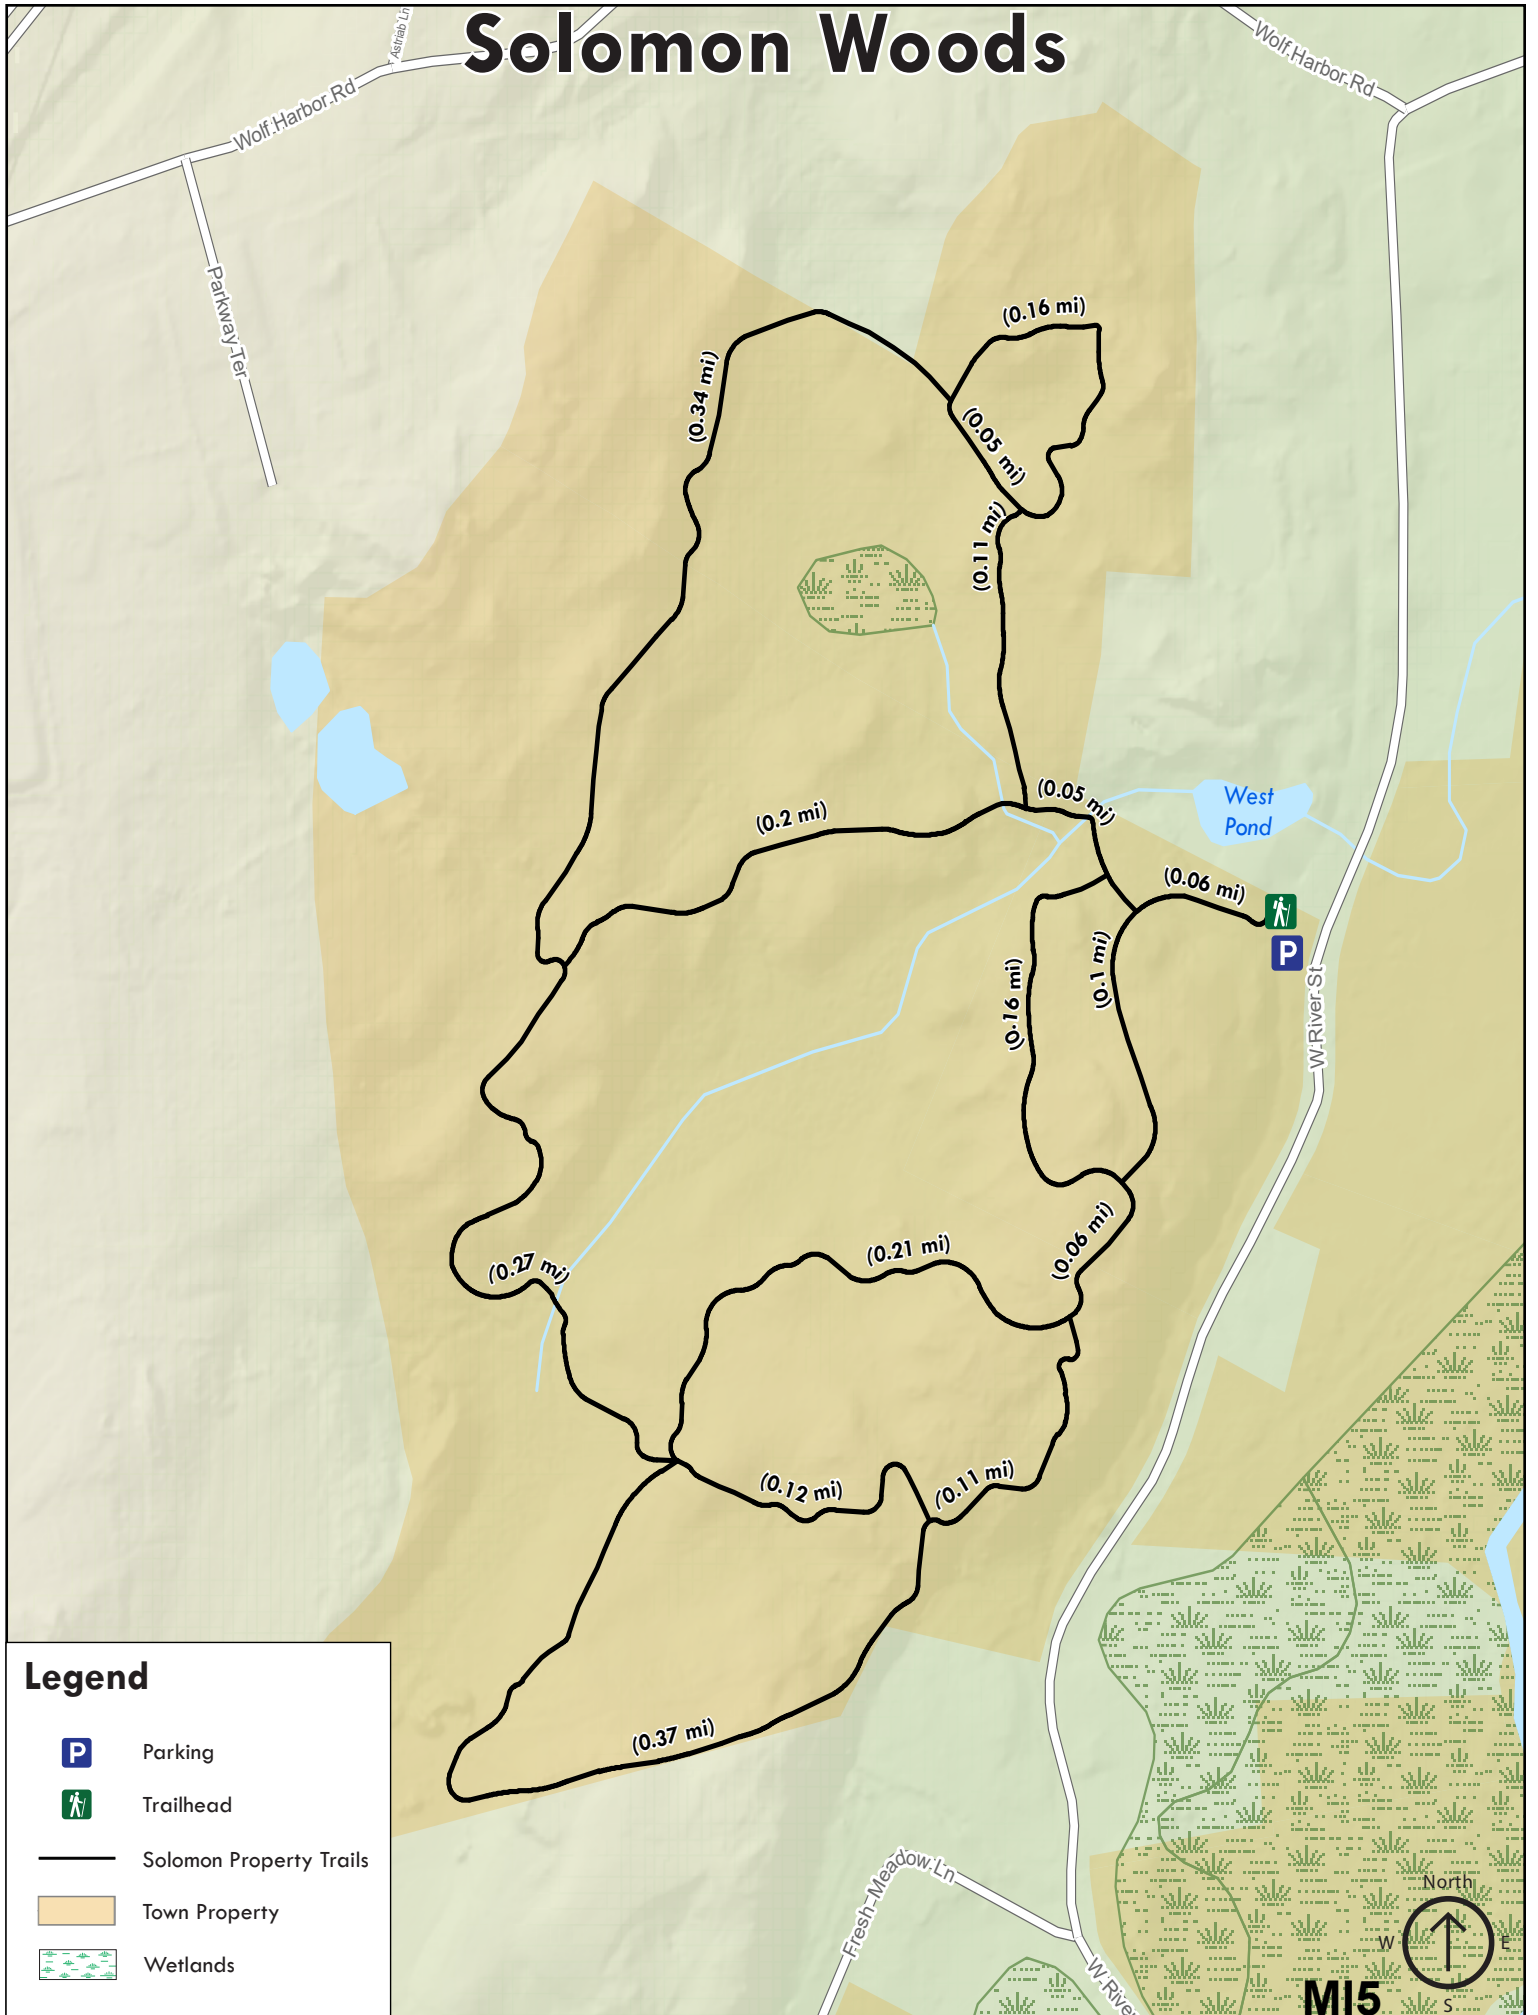 Solomon Woods
Astriab Ln
Wolf Harbor Rd
Wolf Harbor Rd
Parkway Ter
(0.16 mi)
(0.34 mi)
(0.05 mi)
(0.11 mi)
(0.05 mi)
(0.2 mi)
West
Pond
(0.06 mi)
(0.1 mi)
(0.16 mi)
P
W River St
(0.06 mi)
(0.21 mi)
(0.27 mi)
(0.12 mi)
(0.11 mi)
(0.37 mi)
Legend
P Parking
Trailhead
Solomon Property Trails
Town Property
Wetlands
Fresh Meadow Ln
W River
North
W
E
S
MI5